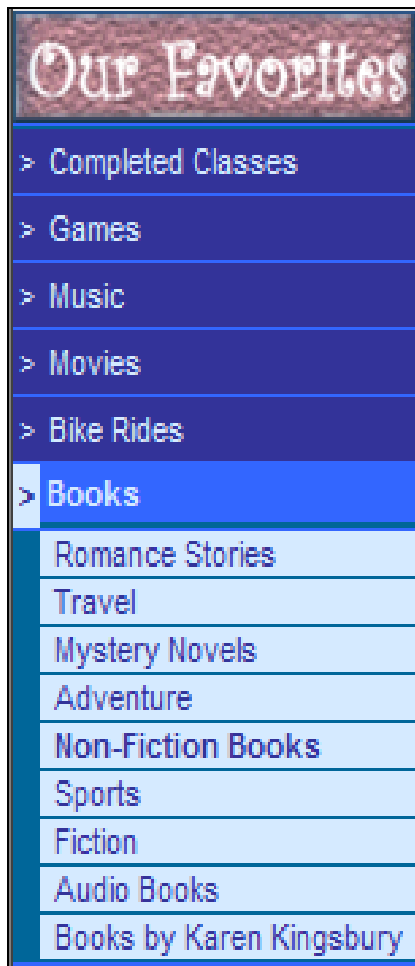 Our Favorites
> Completed Classes
> Games
> Music
> Movies
> Bike Rides
> Books
Romance Stories
Travel
Mystery Novels
Adventure
Non-Fiction Books
Sports
Fiction
Audio Books
Books by Karen Kingsbury